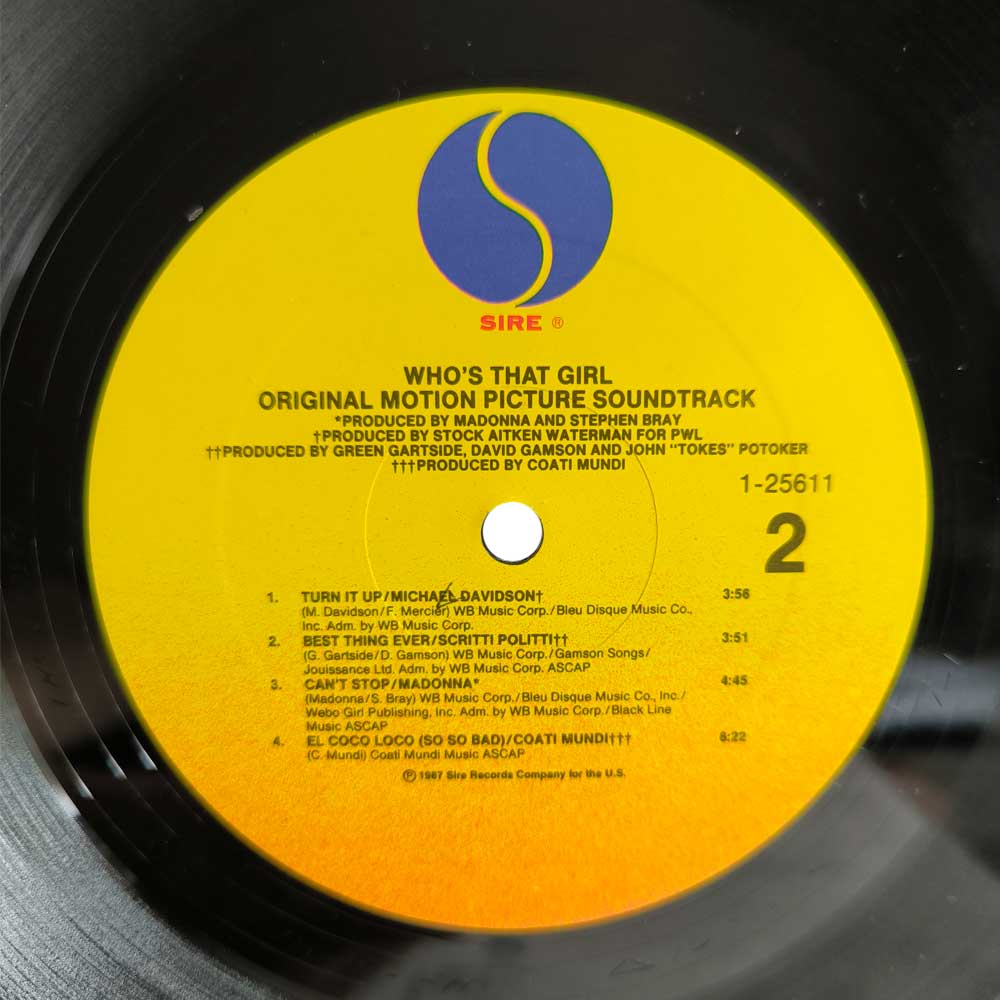 SIRE ®
WHO'S THAT GIRL
ORIGINAL MOTION PICTURE SOUNDTRACK
*PRODUCED BY MADONNA AND STEPHEN BRAY
†PRODUCED BY STOCK AITKEN WATERMAN FOR PWL
††PRODUCED BY GREEN GARTSIDE, DAVID GAMSON AND JOHN "TOKES" POTOKER
†††PRODUCED BY COATI MUNDI
1-25611
2
1. TURN IT UP/MICHAEL DAVIDSON† 3:56
(M. Davidson/F. Mercier) WB Music Corp./Bleu Disque Music Co.,
Inc. Adm. by WB Music Corp.
2. BEST THING EVER/SCRITTI POLITTI†† 3:51
(G. Gartside/D. Gamson) WB Music Corp./Gamson Songs/
Jouissance Ltd. Adm. by WB Music Corp. ASCAP
3. CAN'T STOP/MADONNA* 4:45
(Madonna/S. Bray) WB Music Corp./Bleu Disque Music Co., Inc./
Webo Girl Publishing, Inc. Adm. by WB Music Corp./Black Line
Music ASCAP
4. EL COCO LOCO (SO SO BAD)/COATI MUNDI††† 6:22
(C. Mundi) Coati Mundi Music ASCAP
℗ 1987 Sire Records Company for the U.S.